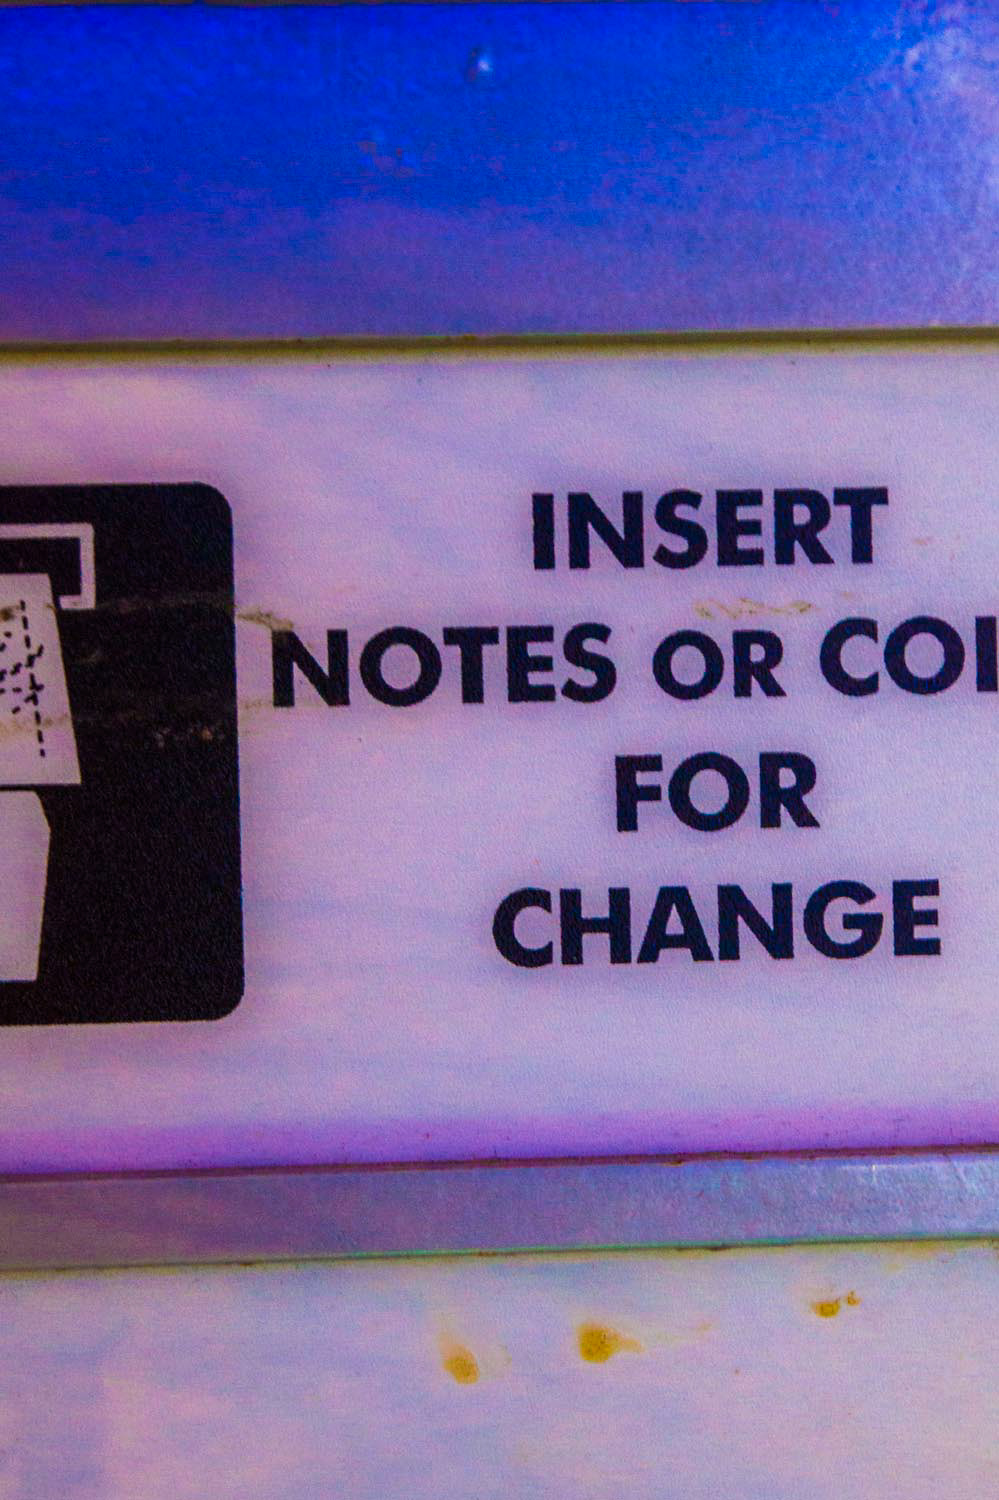 INSERT
NOTES OR COI
FOR
CHANGE